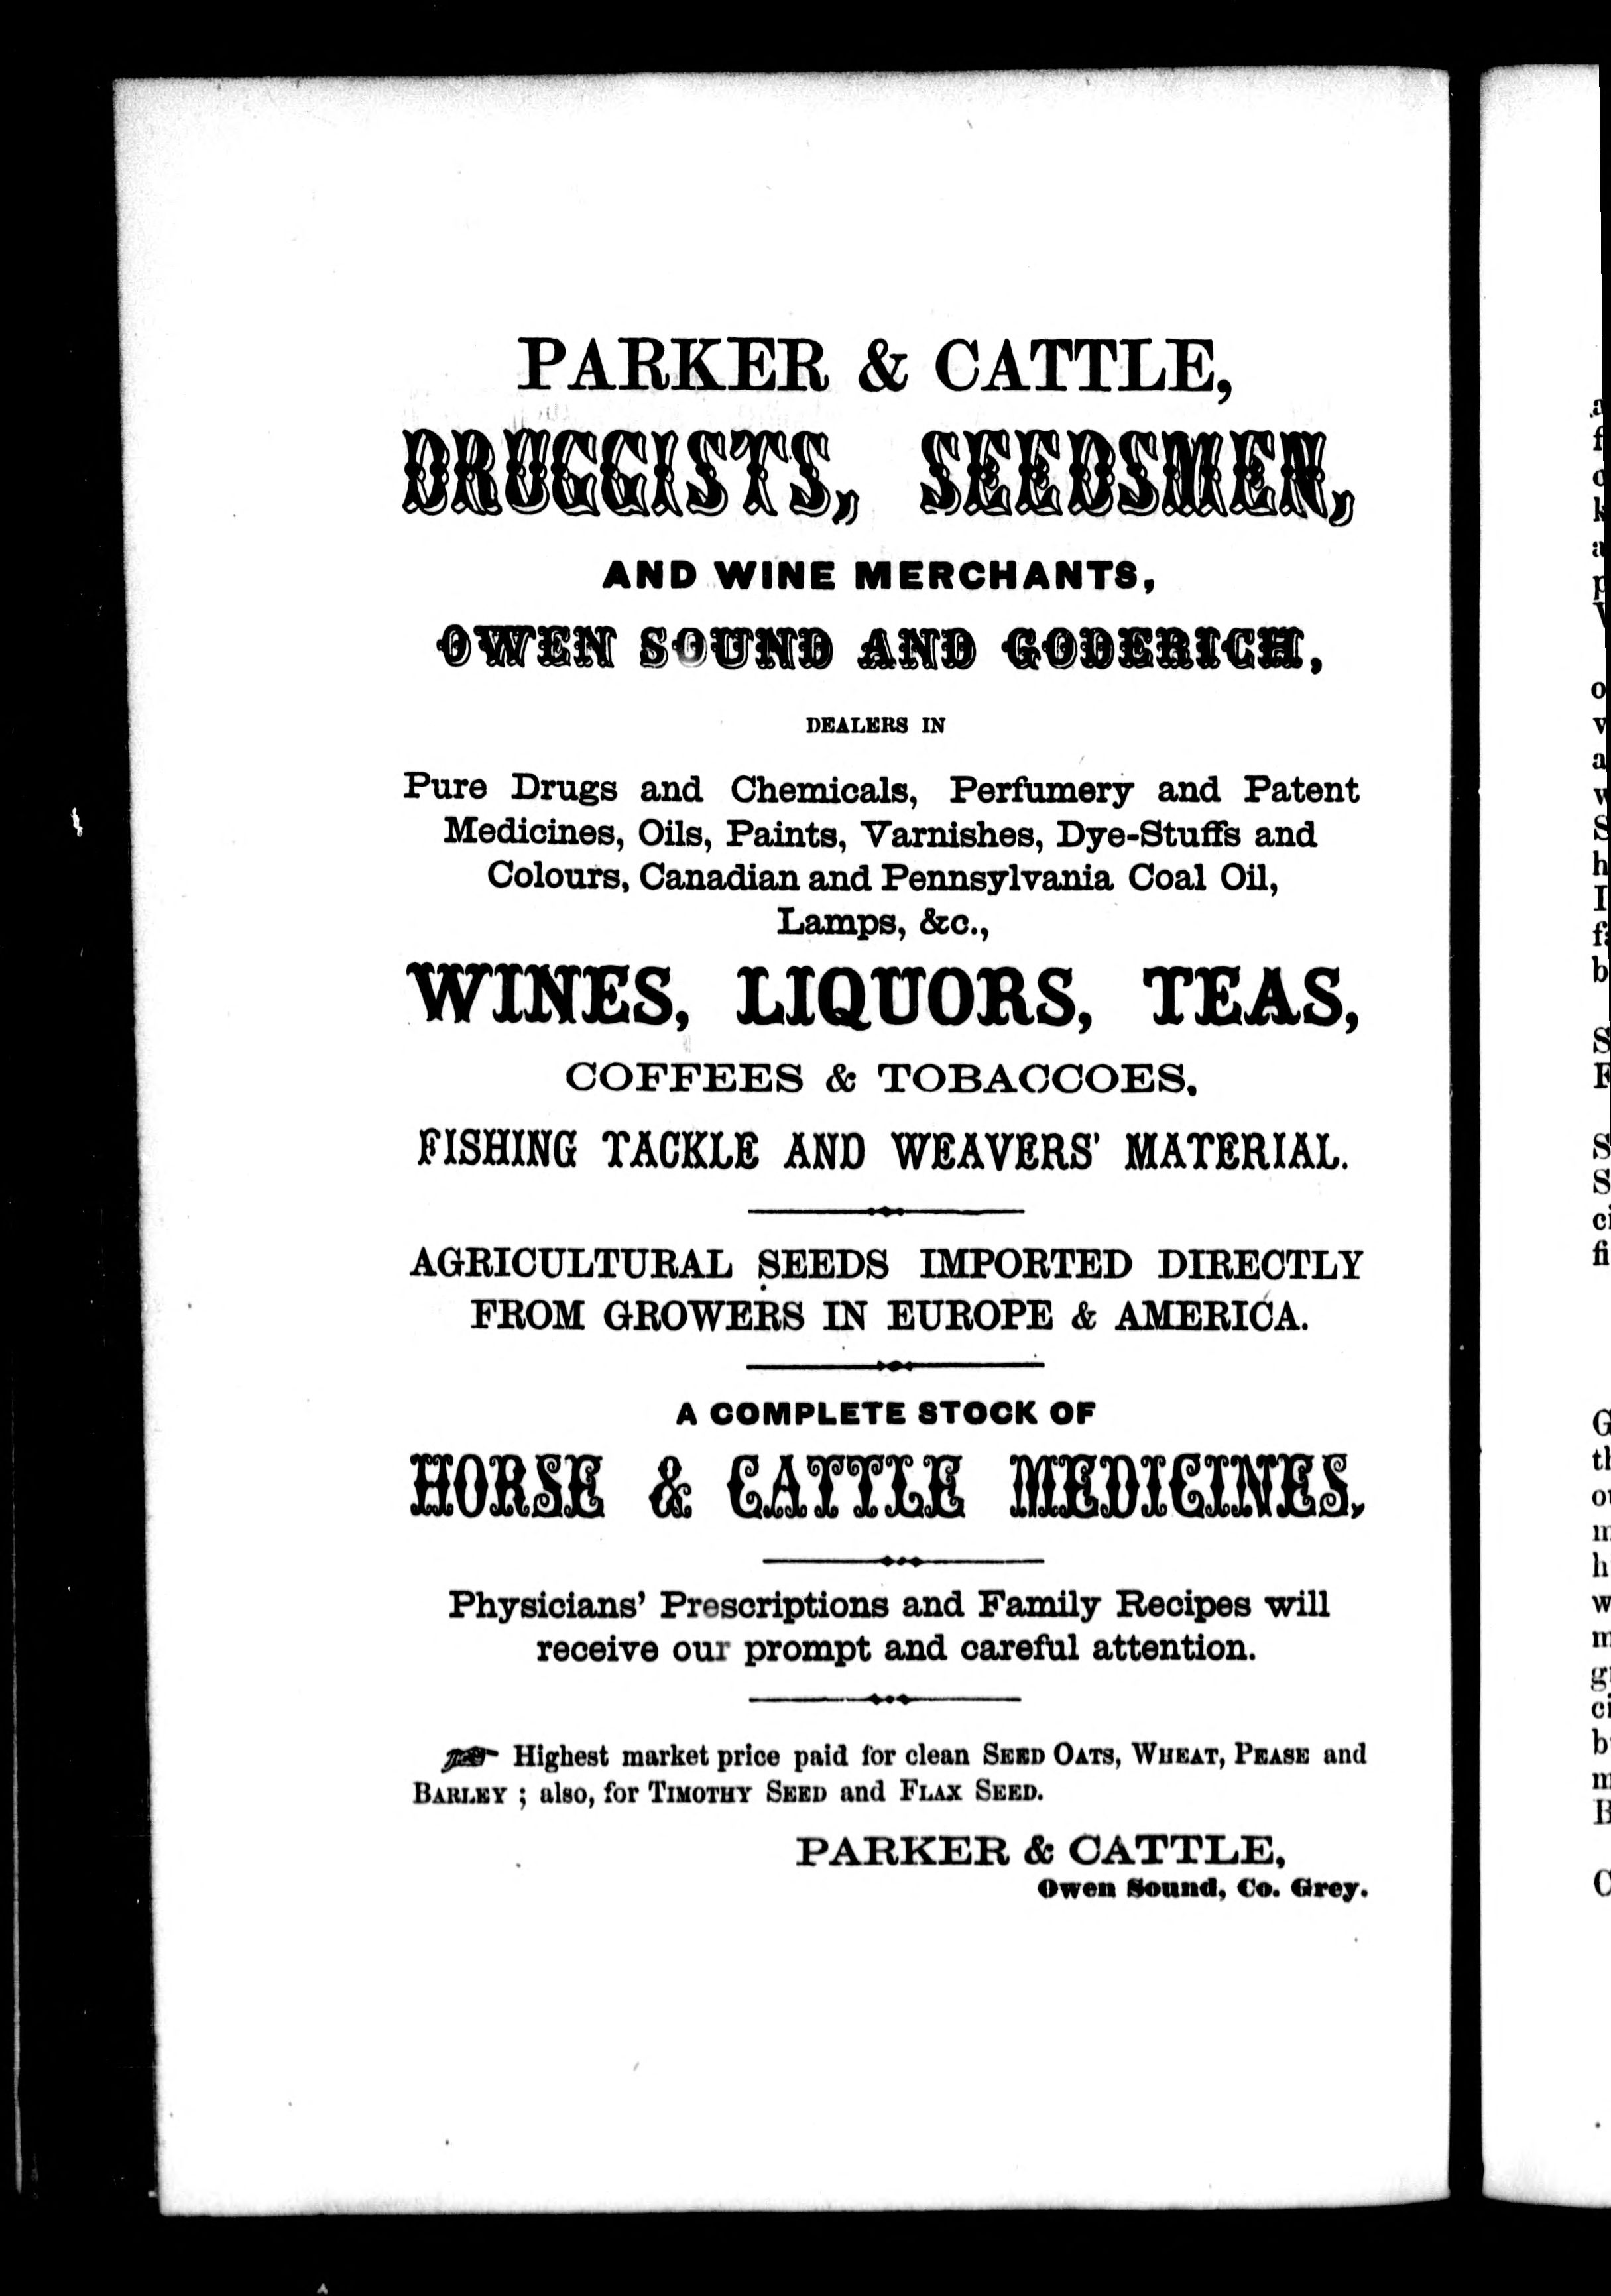 PARKER & CATTLE,
DRUGGISTS, SEEDSMEN,
AND WINE MERCHANTS,
OWEN SOUND AND GODERICH,
DEALERS IN
Pure Drugs and Chemicals, Perfumery and Patent
Medicines, Oils, Paints, Varnishes, Dye-Stuffs and
Colours, Canadian and Pennsylvania Coal Oil,
Lamps, &c.,
WINES, LIQUORS, TEAS,
COFFEES & TOBACCOES.
FISHING TACKLE AND WEAVERS' MATERIAL.
AGRICULTURAL SEEDS IMPORTED DIRECTLY
FROM GROWERS IN EUROPE & AMERICA.
A COMPLETE STOCK OF
HORSE & CATTLE MEDICINES,
Physicians' Prescriptions and Family Recipes will
receive our prompt and careful attention.
☞ Highest market price paid for clean SEED OATS, WHEAT, PEASE and
BARLEY ; also, for TIMOTHY SEED and FLAX SEED.
PARKER & CATTLE,
Owen Sound, Co. Grey.